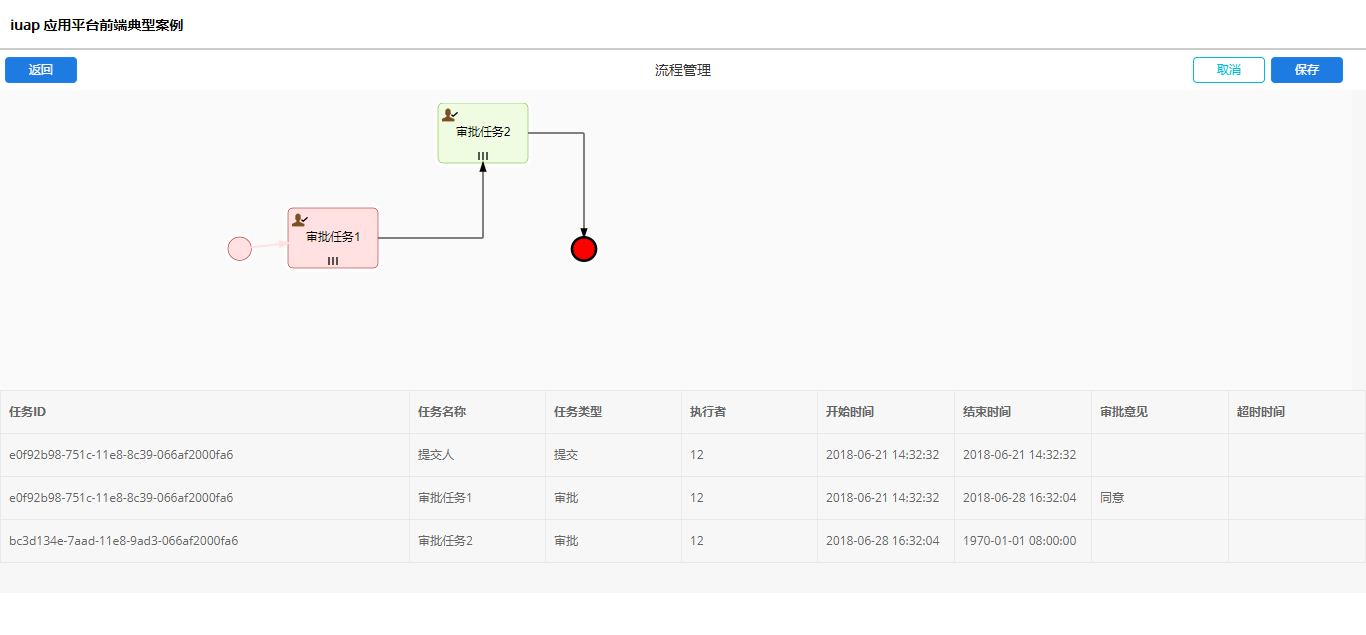 iuap 应用平台前端典型案例
返回 流程管理 取消 保存
审批任务2
审批任务1
任务ID 任务名称 任务类型 执行者 开始时间 结束时间 审批意见 超时时间
e0f92b98-751c-11e8-8c39-066af2000fa6 提交人 提交 12 2018-06-21 14:32:32 2018-06-21 14:32:32
e0f92b98-751c-11e8-8c39-066af2000fa6 审批任务1 审批 12 2018-06-21 14:32:32 2018-06-28 16:32:04 同意
bc3d134e-7aad-11e8-9ad3-066af2000fa6 审批任务2 审批 12 2018-06-28 16:32:04 1970-01-01 08:00:00